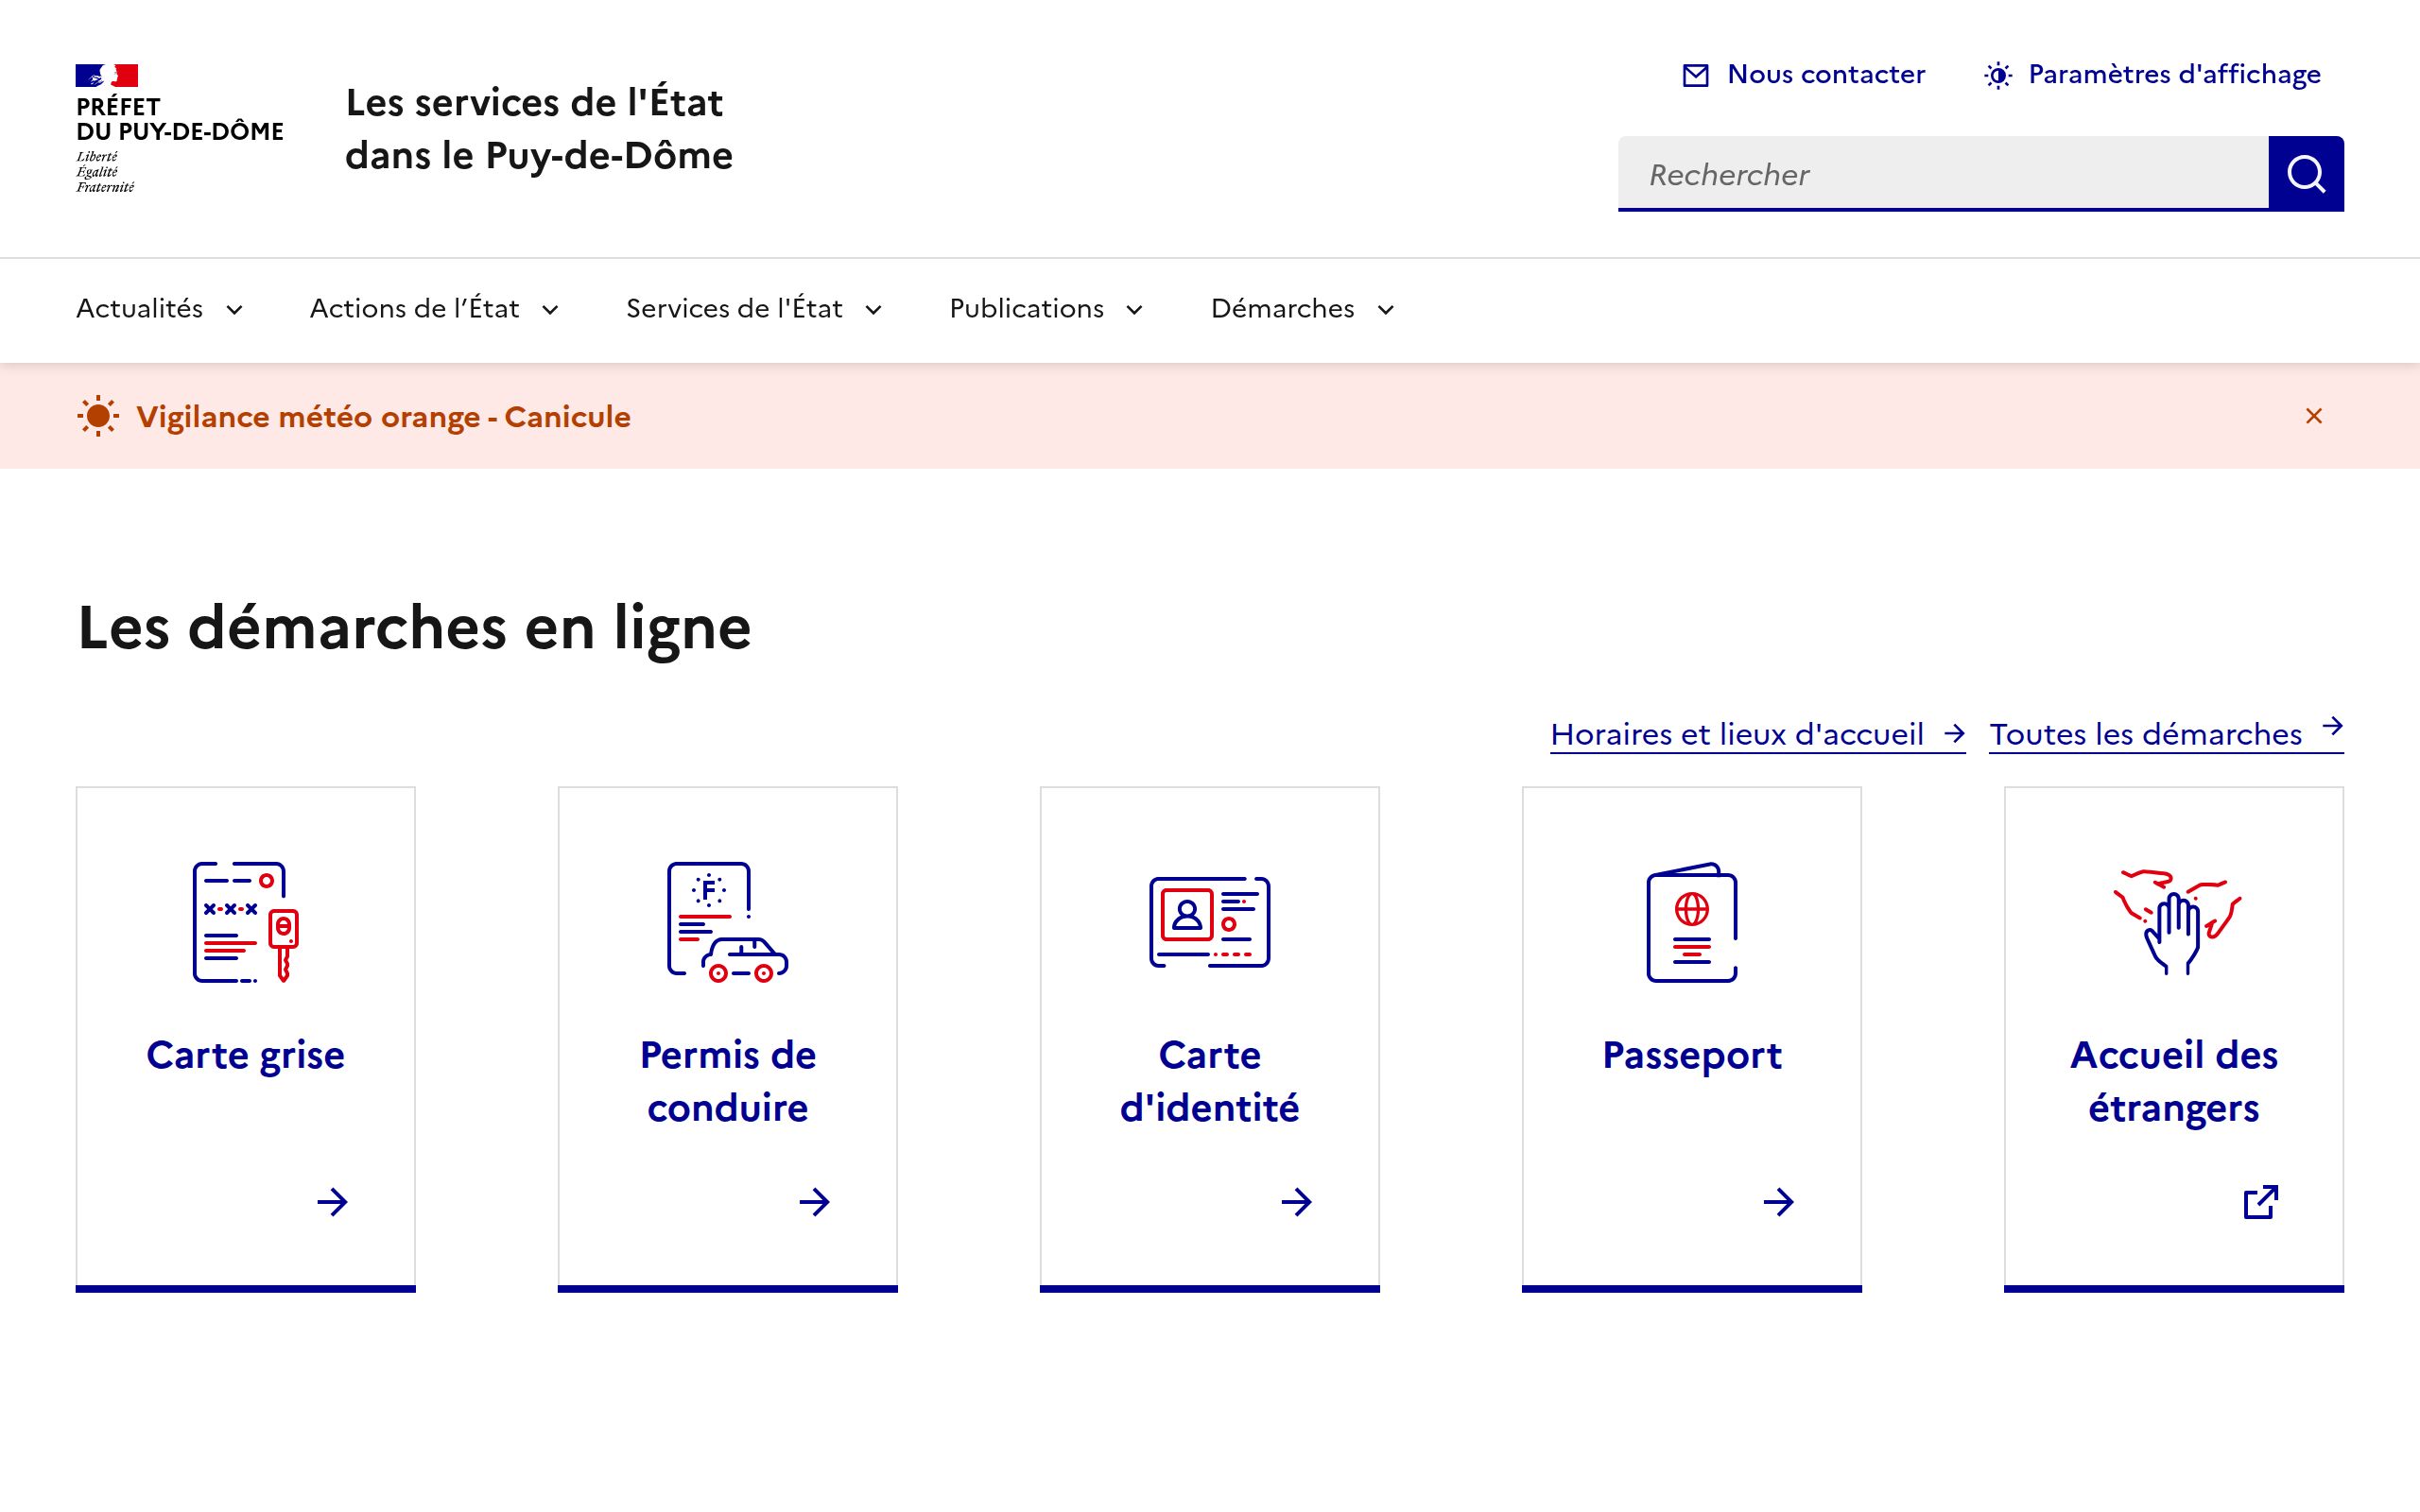 PRÉFET
DU PUY-DE-DÔME
Liberté
Égalité
Fraternité
Les services de l'État
dans le Puy-de-Dôme
Nous contacter
Paramètres d'affichage
Rechercher
Actualités
Actions de l’État
Services de l'État
Publications
Démarches
Vigilance météo orange - Canicule
Les démarches en ligne
Horaires et lieux d'accueil
Toutes les démarches
Carte grise
F
Permis de
conduire
Carte
d'identité
Passeport
Accueil des
étrangers